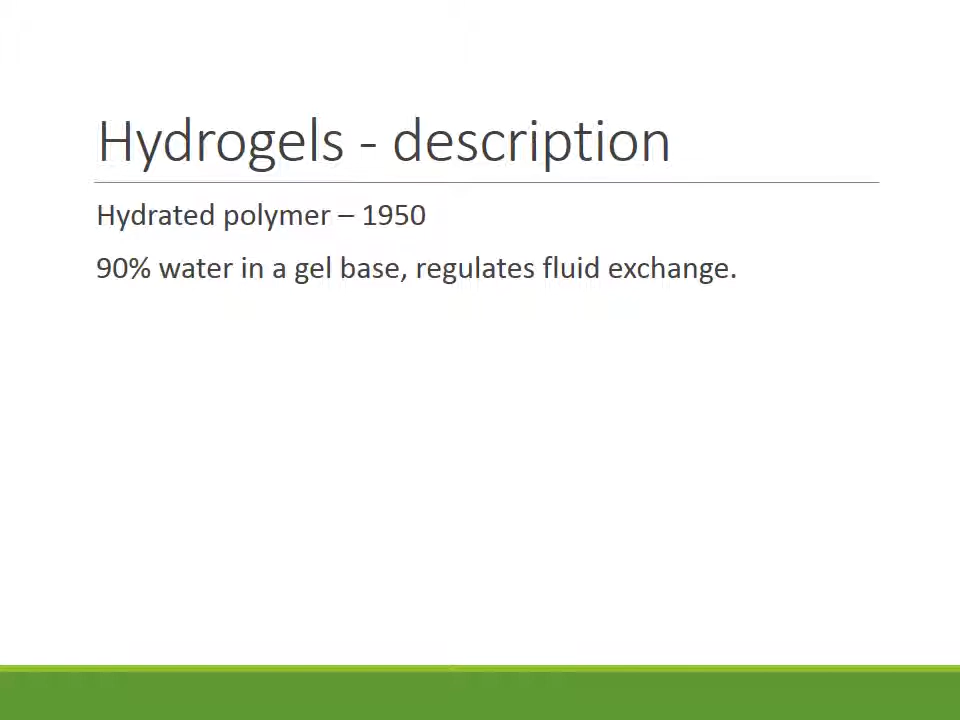 Hydrogels - description
Hydrated polymer – 1950
90% water in a gel base, regulates fluid exchange.